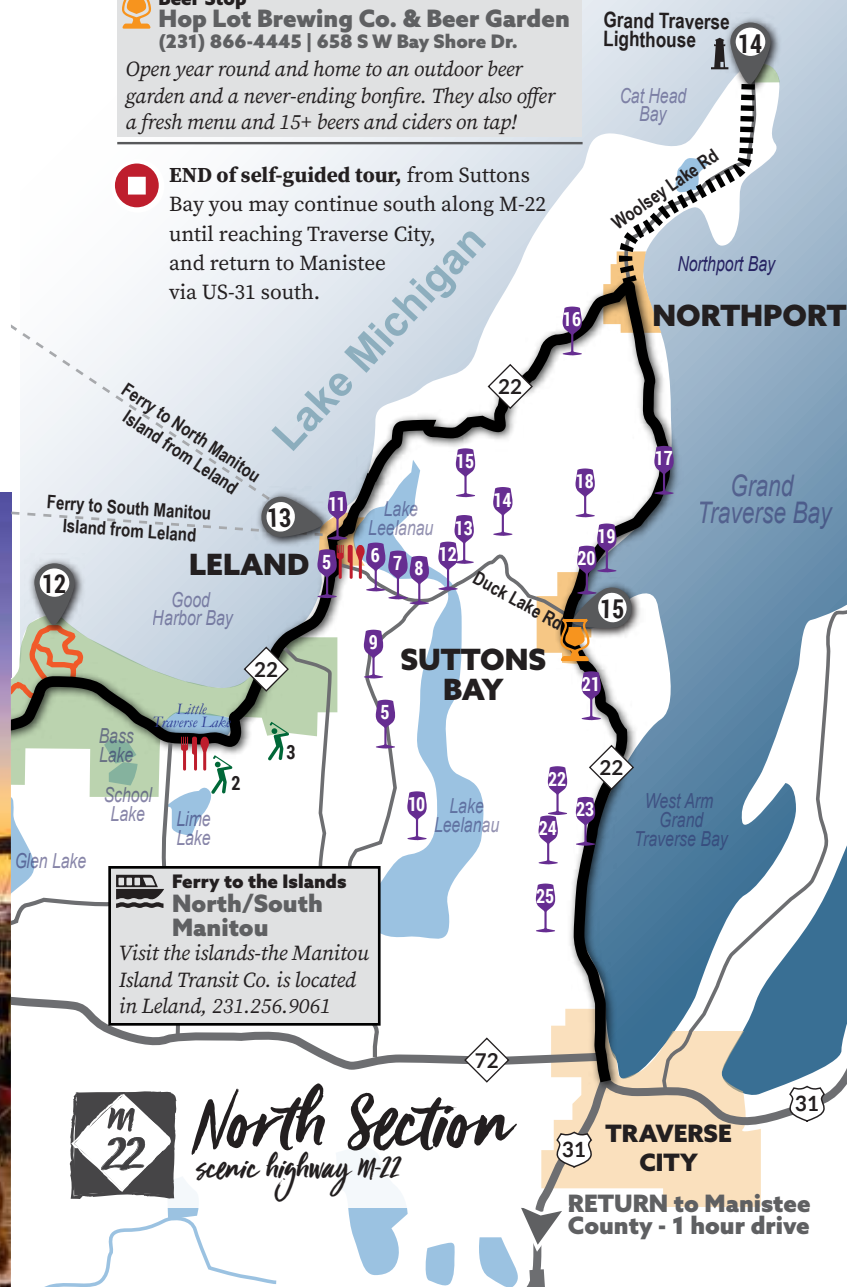 Beer Stop
Hop Lot Brewing Co. & Beer Garden
(231) 866-4445 | 658 S W Bay Shore Dr.
Open year round and home to an outdoor beer
garden and a never-ending bonfire. They also offer
a fresh menu and 15+ beers and ciders on tap!
END of self-guided tour, from Suttons
Bay you may continue south along M-22
until reaching Traverse City,
and return to Manistee
via US-31 south.
Grand Traverse
Lighthouse
14
Cat Head
Bay
Woolsey Lake Rd
Northport Bay
NORTHPORT
16
22
Lake Michigan
Ferry to North Manitou
Island from Leland
Ferry to South Manitou
Island from Leland
13
11
LELAND
5
6
7
8
12
13
14
15
Lake
Leelanau
17
18
19
20
Grand
Traverse Bay
Duck Lake Rd
15
SUTTONS
BAY
21
22
12
Good
Harbor Bay
22
Little
Traverse Lake
Bass
Lake
School
Lake
Lime
Lake
2
3
Glen Lake
9
5
10
Lake
Leelanau
22
23
24
25
West Arm
Grand
Traverse Bay
Ferry to the Islands
North/South
Manitou
Visit the islands-the Manitou
Island Transit Co. is located
in Leland, 231.256.9061
72
M
22
North Section
scenic highway M-22
31
31
TRAVERSE
CITY
RETURN to Manistee
County - 1 hour drive